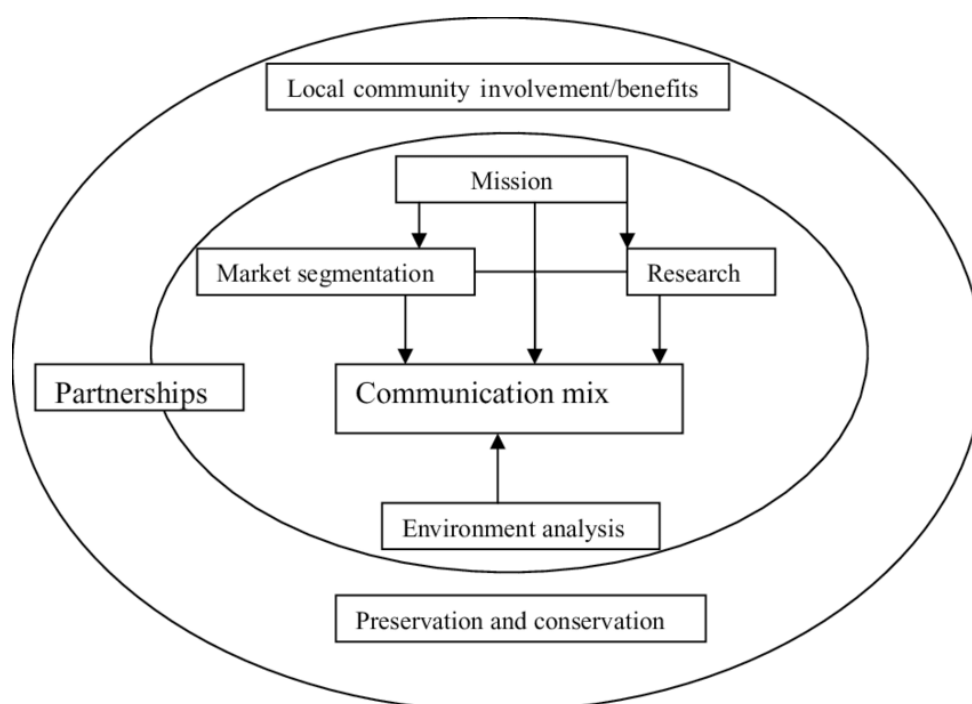 Local community involvement/benefits
Mission
Market segmentation
Research
Partnerships
Communication mix
Environment analysis
Preservation and conservation